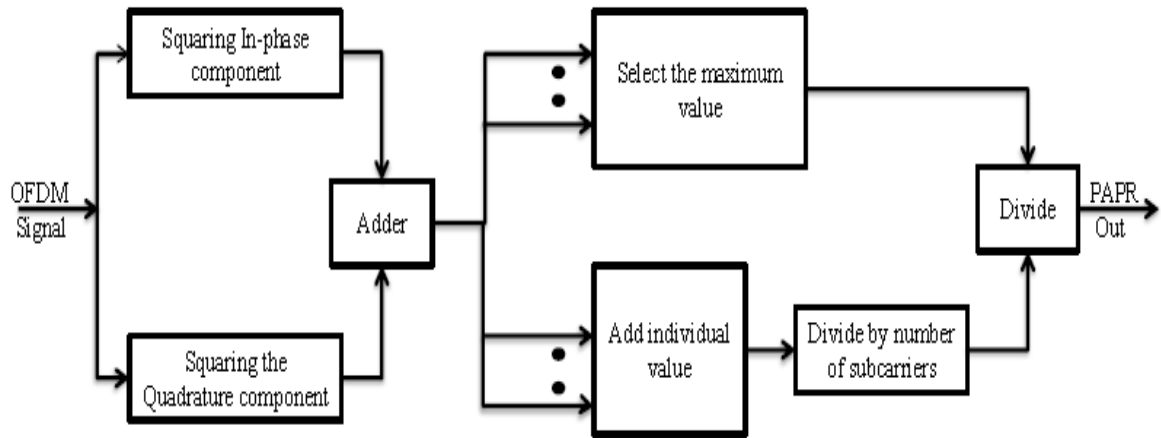 Squaring In-phase
component
Select the maximum
value
OFDM
Signal
Adder
Divide
PAPR
Out
Squaring the
Quadrature component
Add individual
value
Divide by number
of subcarriers